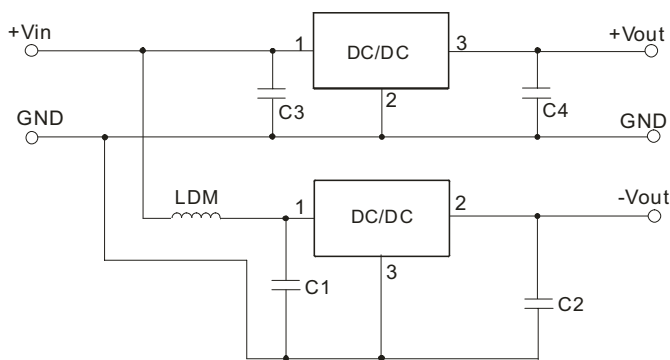 +Vin
1
DC/DC
3
+Vout
C3
2
C4
GND
GND
LDM
1
DC/DC
2
-Vout
C1
3
C2